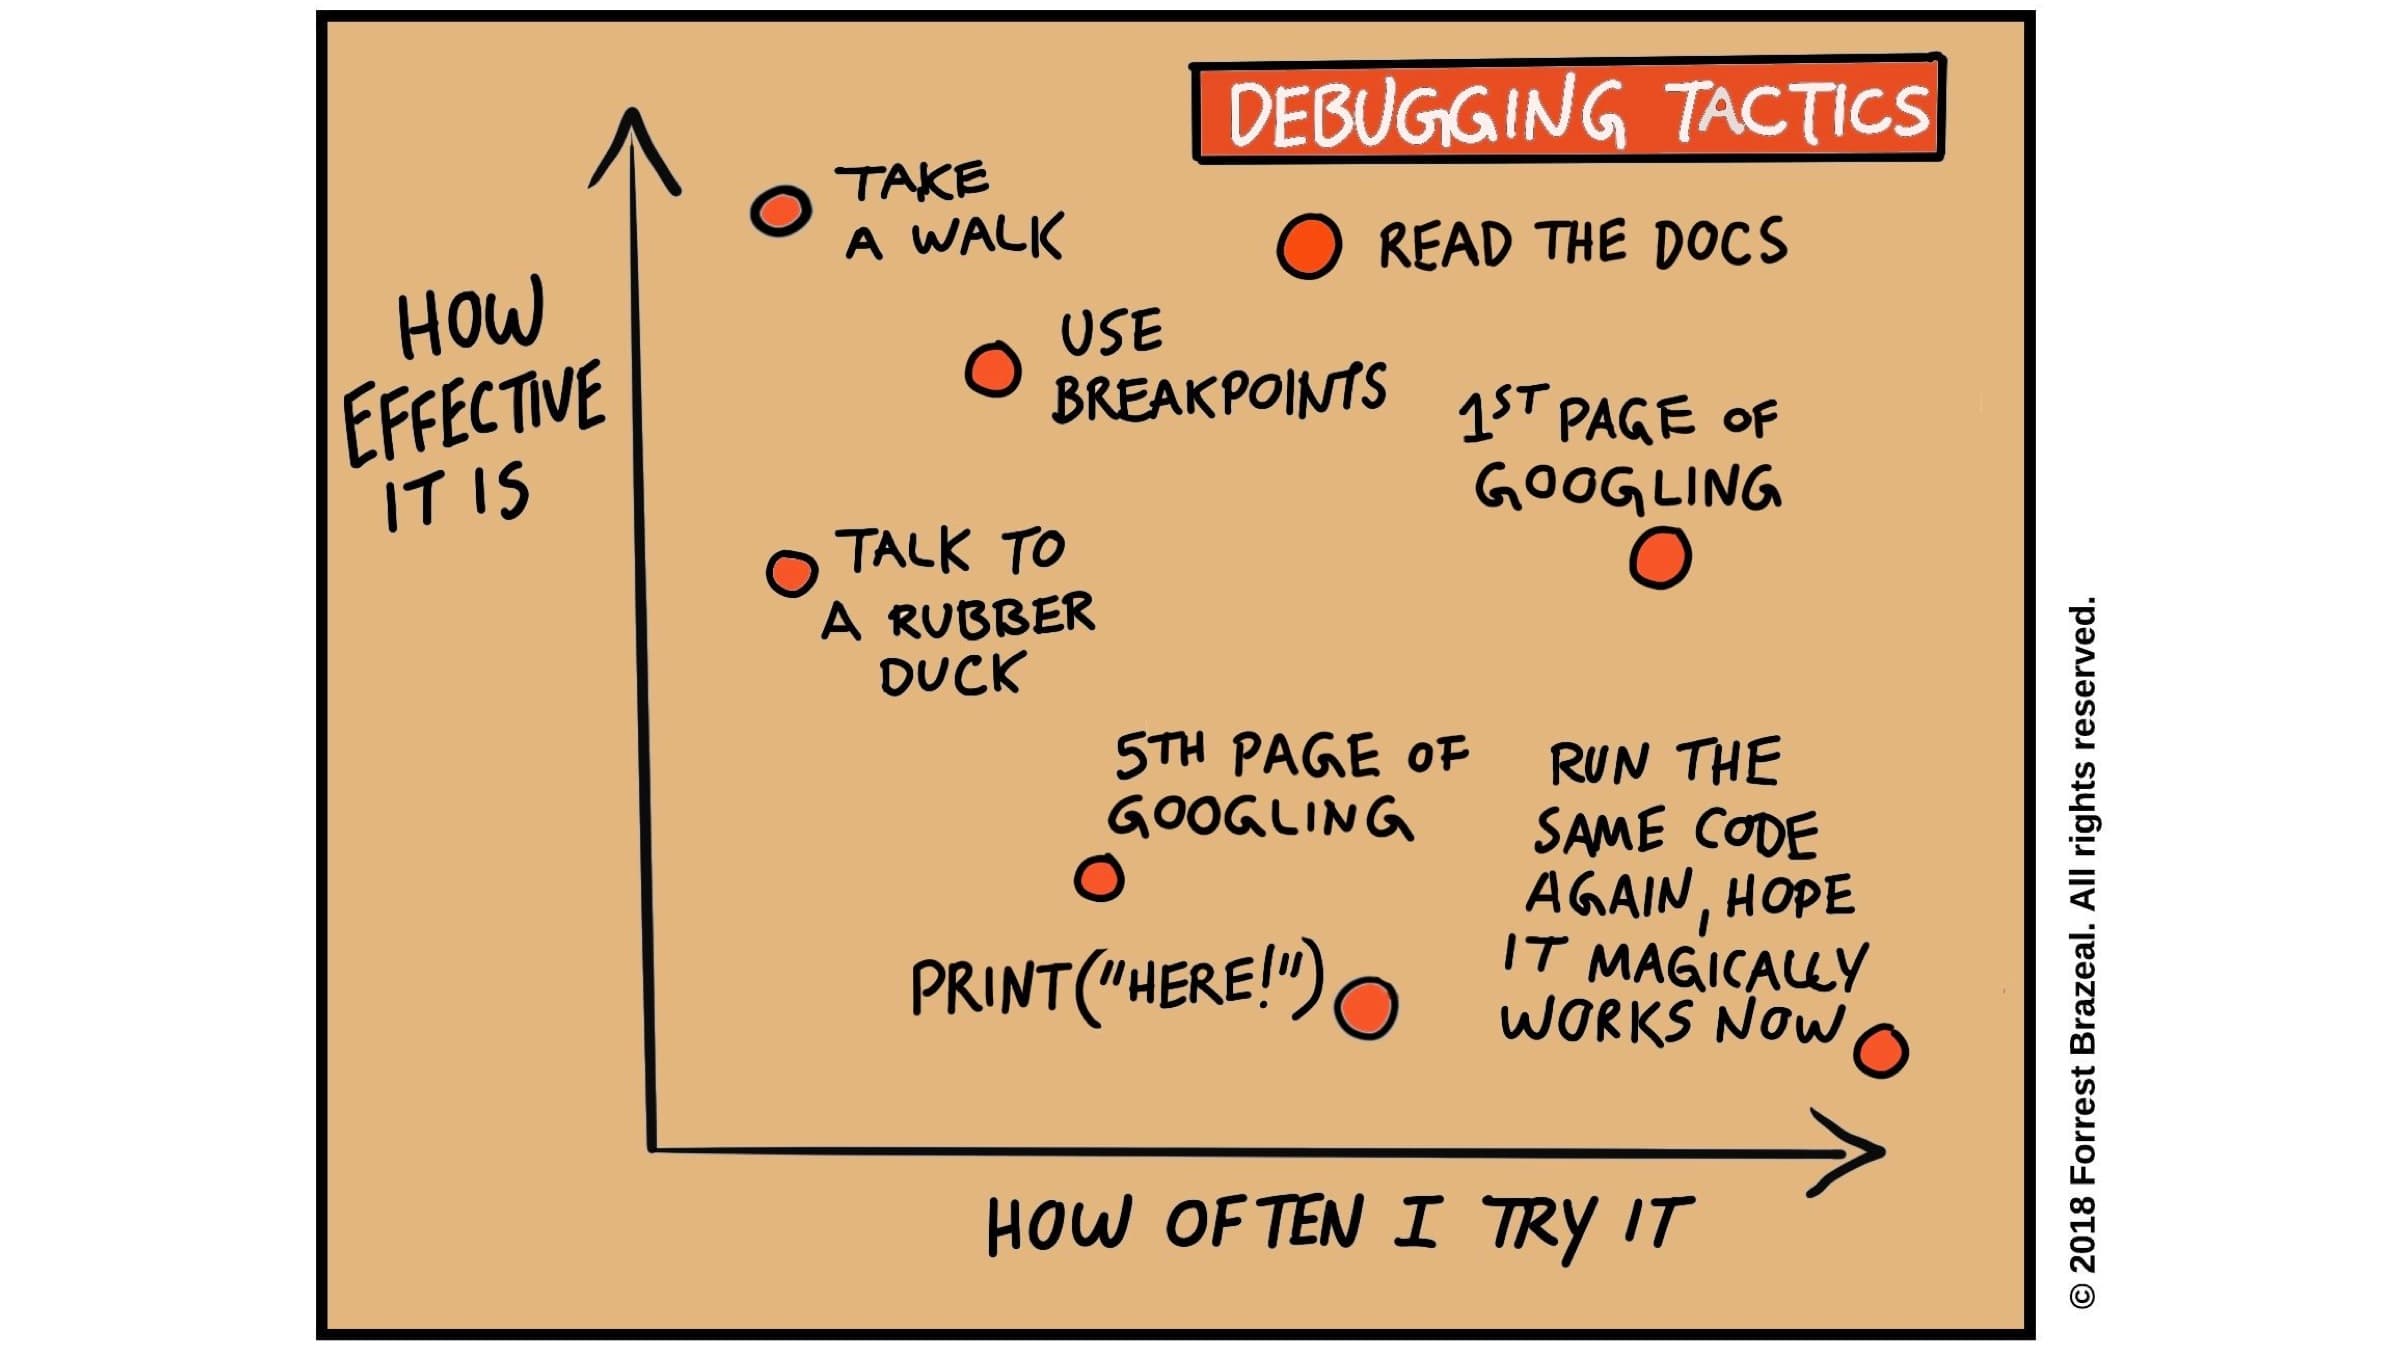 DEBUGGING TACTICS
HOW
EFFECTIVE
IT IS
TAKE
A WALK
READ THE DOCS
USE
BREAKPOINTS
1ST PAGE OF
GOOGLING
TALK TO
A RUBBER
DUCK
5TH PAGE OF
GOOGLING
RUN THE
SAME CODE
AGAIN, HOPE
IT MAGICALLY
WORKS NOW
PRINT("HERE!")
HOW OFTEN I TRY IT
© 2018 Forrest Brazeal. All rights reserved.